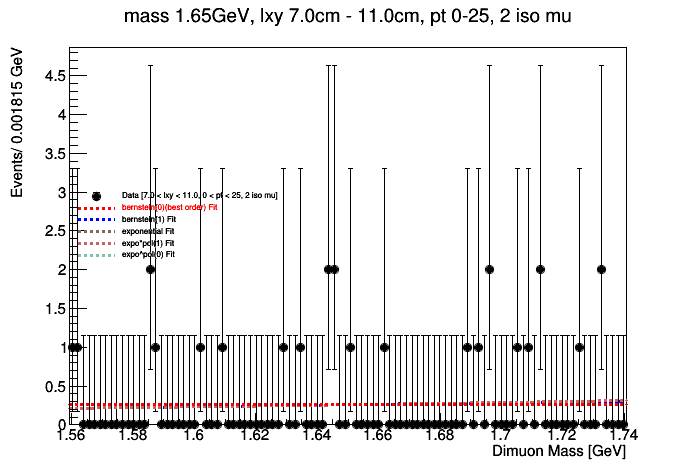 mass 1.65GeV, lxy 7.0cm - 11.0cm, pt 0-25, 2 iso mu
Events/ 0.001815 GeV
4.5
4
3.5
3
2.5
2
1.5
1
0.5
0
Data [7.0 < lxy < 11.0, 0 < pt < 25, 2 iso mu]
bernstein(0)(best order) Fit
bernstein(1) Fit
exponential Fit
expo*pol(1) Fit
expo^pol(0) Fit
1.56 1.58 1.6 1.62 1.64 1.66 1.68 1.7 1.72 1.74
Dimuon Mass [GeV]